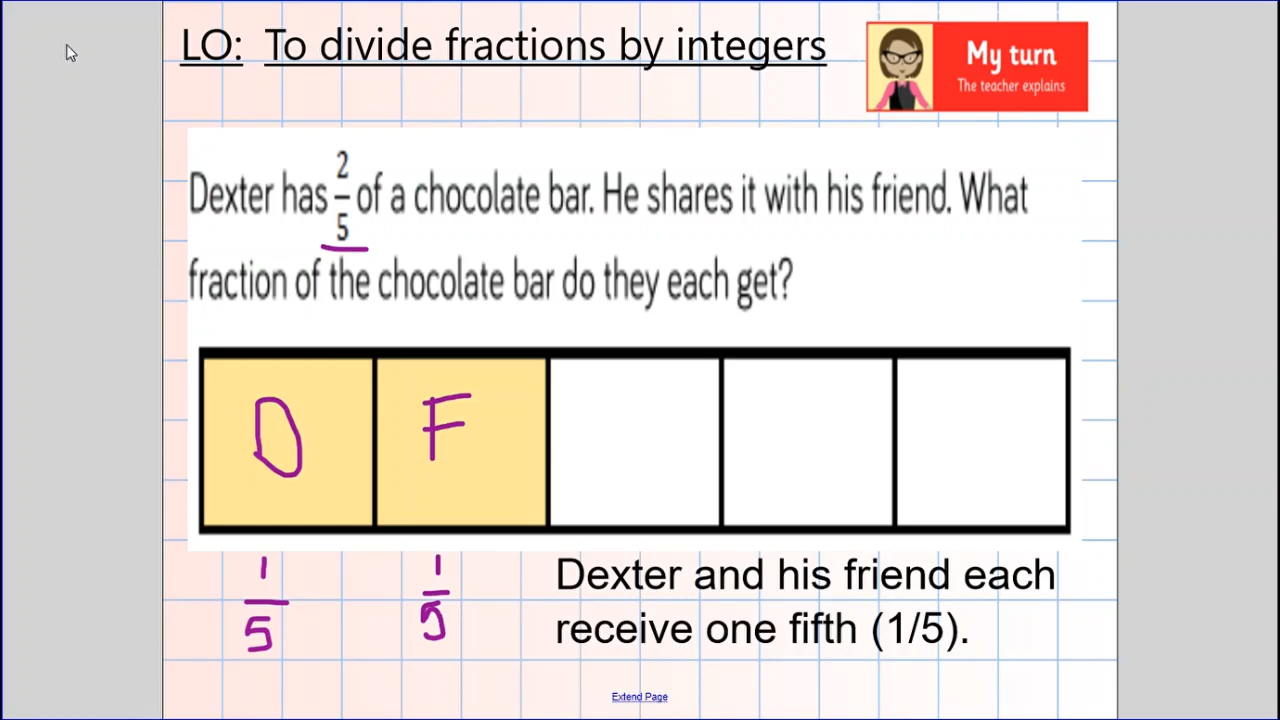 LO: To divide fractions by integers
My turn
The teacher explains
Dexter has 2/5 of a chocolate bar. He shares it with his friend. What
fraction of the chocolate bar do they each get?
D F
1/5 1/5
Dexter and his friend each
receive one fifth (1/5).
Extend Page